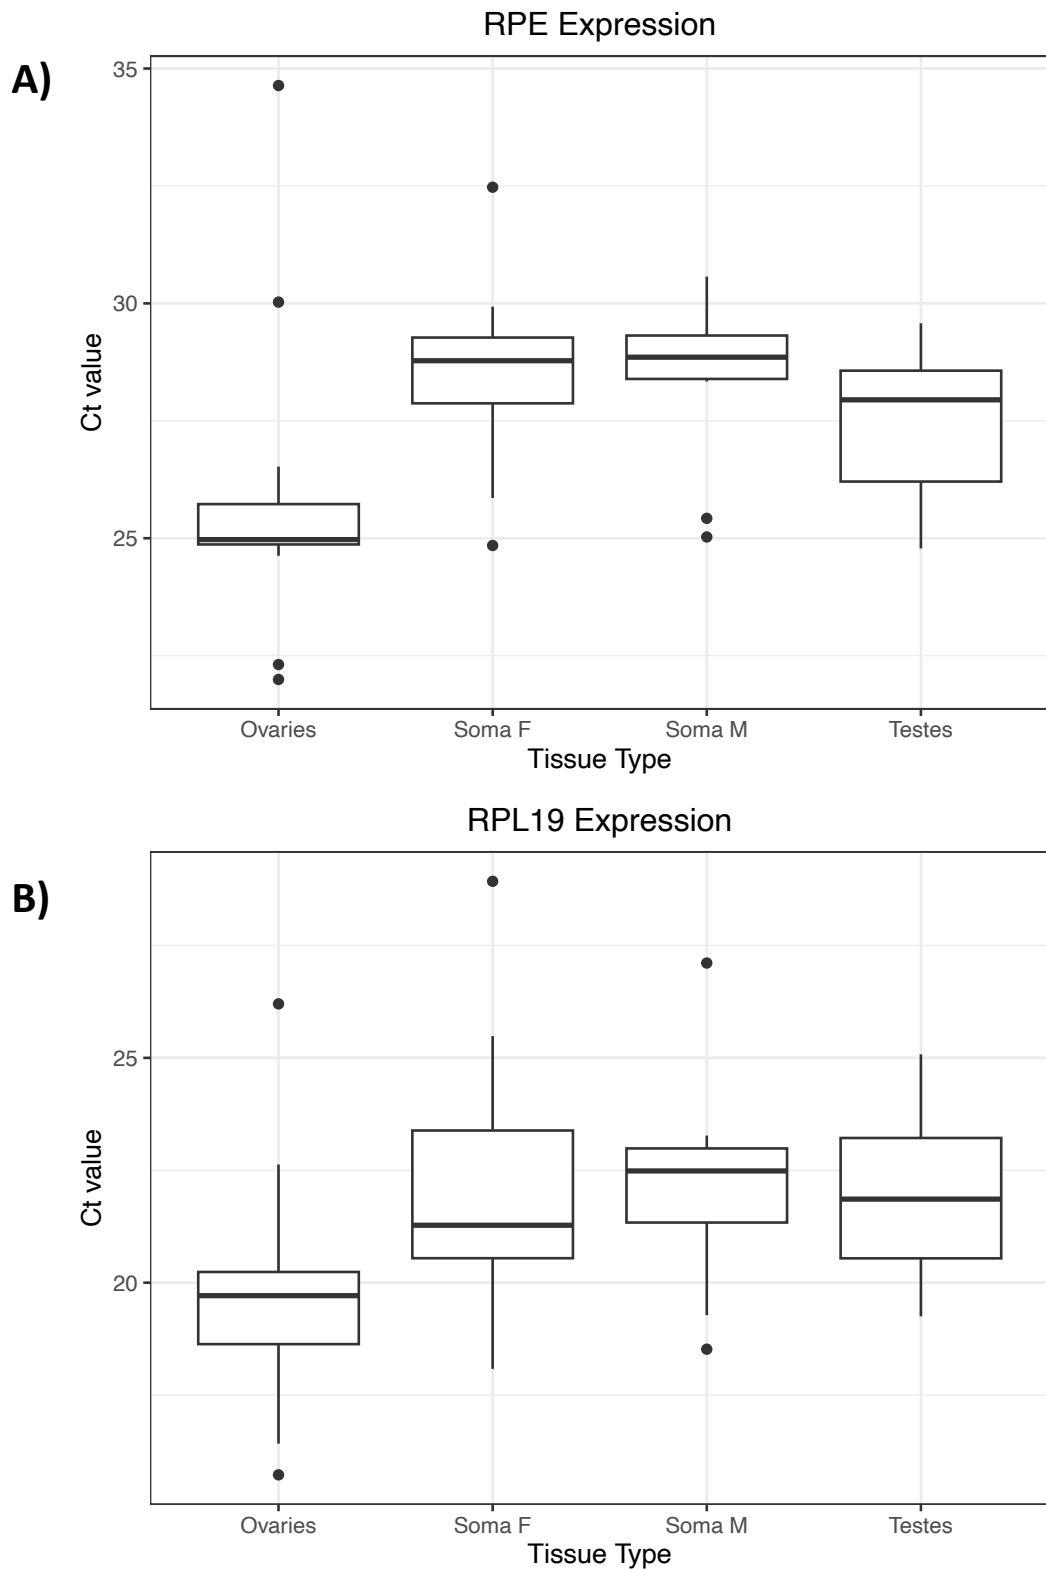 RPE Expression
A)
35
30
25
Ct value
Ovaries Soma F Soma M Testes
Tissue Type
RPL19 Expression
B)
25
20
Ct value
Ovaries Soma F Soma M Testes
Tissue Type